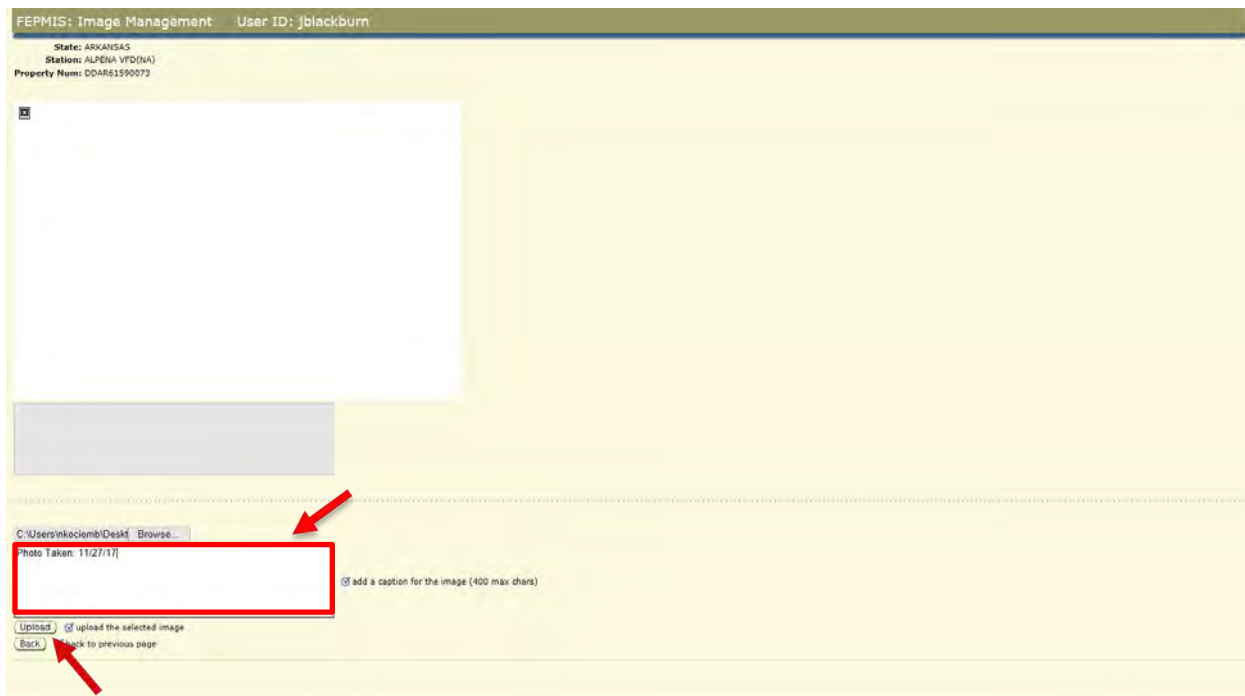 FEPMIS: Image Management User ID: jblackburn
State: ARKANSAS
Station: ALPENA VFD(NA)
Property Num: DDAR61590073
C:\Users\nkociemb\Deskt Browse...
Photo Taken: 11/27/17
add a caption for the image (400 max chars)
Upload upload the selected image
Back back to previous page